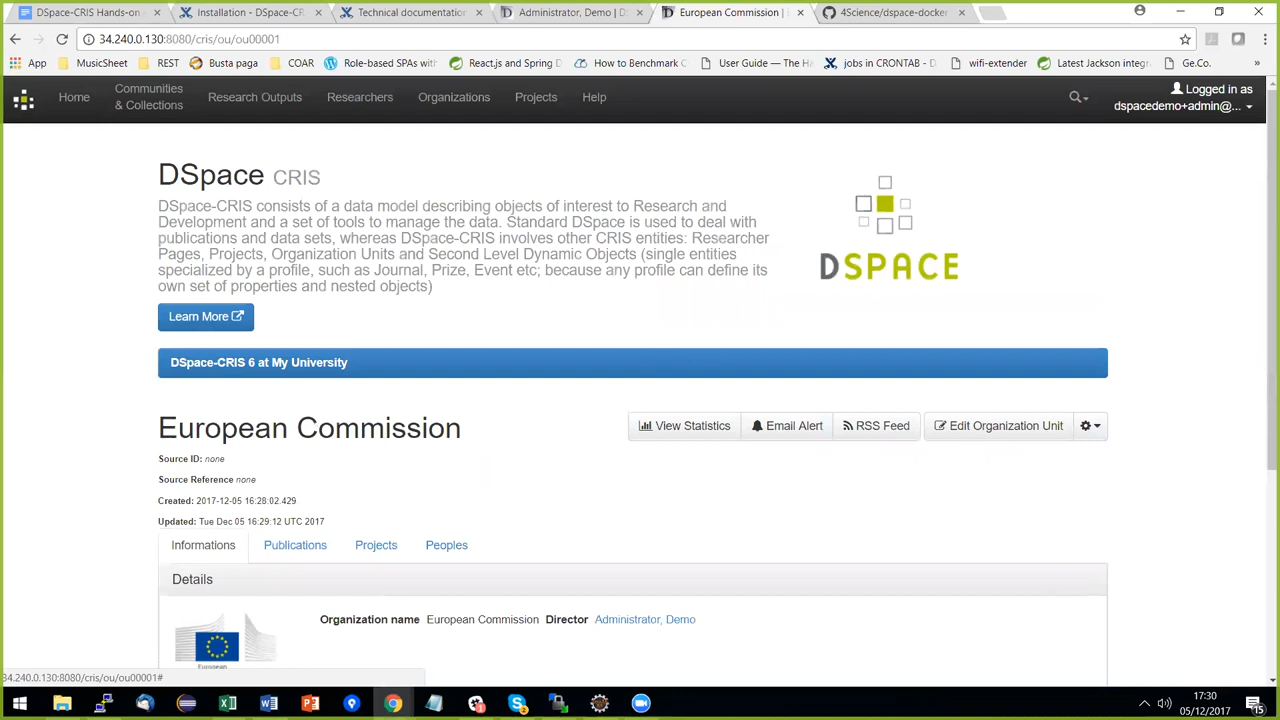 DSpace-CRIS Hands-on
Installation - DSpace-CR
Technical documentation
Administrator, Demo | D
European Commission |
4Science/dspace-docker
34.240.0.130:8080/cris/ou/ou00001
App
MusicSheet
REST
Busta paga
COAR
Role-based SPAs with
React.js and Spring D
How to Benchmark C
User Guide — The Ha
jobs in CRONTAB - D
wifi-extender
Latest Jackson integr
Ge.Co.
»
Home
Communities
& Collections
Research Outputs
Researchers
Organizations
Projects
Help
Logged in as
dspacedemo+admin@...
DSpace CRIS
DSpace-CRIS consists of a data model describing objects of interest to Research and
Development and a set of tools to manage the data. Standard DSpace is used to deal with
publications and data sets, whereas DSpace-CRIS involves other CRIS entities: Researcher
Pages, Projects, Organization Units and Second Level Dynamic Objects (single entities
specialized by a profile, such as Journal, Prize, Event etc; because any profile can define its
own set of properties and nested objects)
DSPACE
Learn More
DSpace-CRIS 6 at My University
European Commission
View Statistics
Email Alert
RSS Feed
Edit Organization Unit
Source ID: none
Source Reference none
Created: 2017-12-05 16:28:02.429
Updated: Tue Dec 05 16:29:12 UTC 2017
Informations
Publications
Projects
Peoples
Details
Organization name European Commission Director Administrator, Demo
European
34.240.0.130:8080/cris/ou/ou00001#
17:30
05/12/2017
15